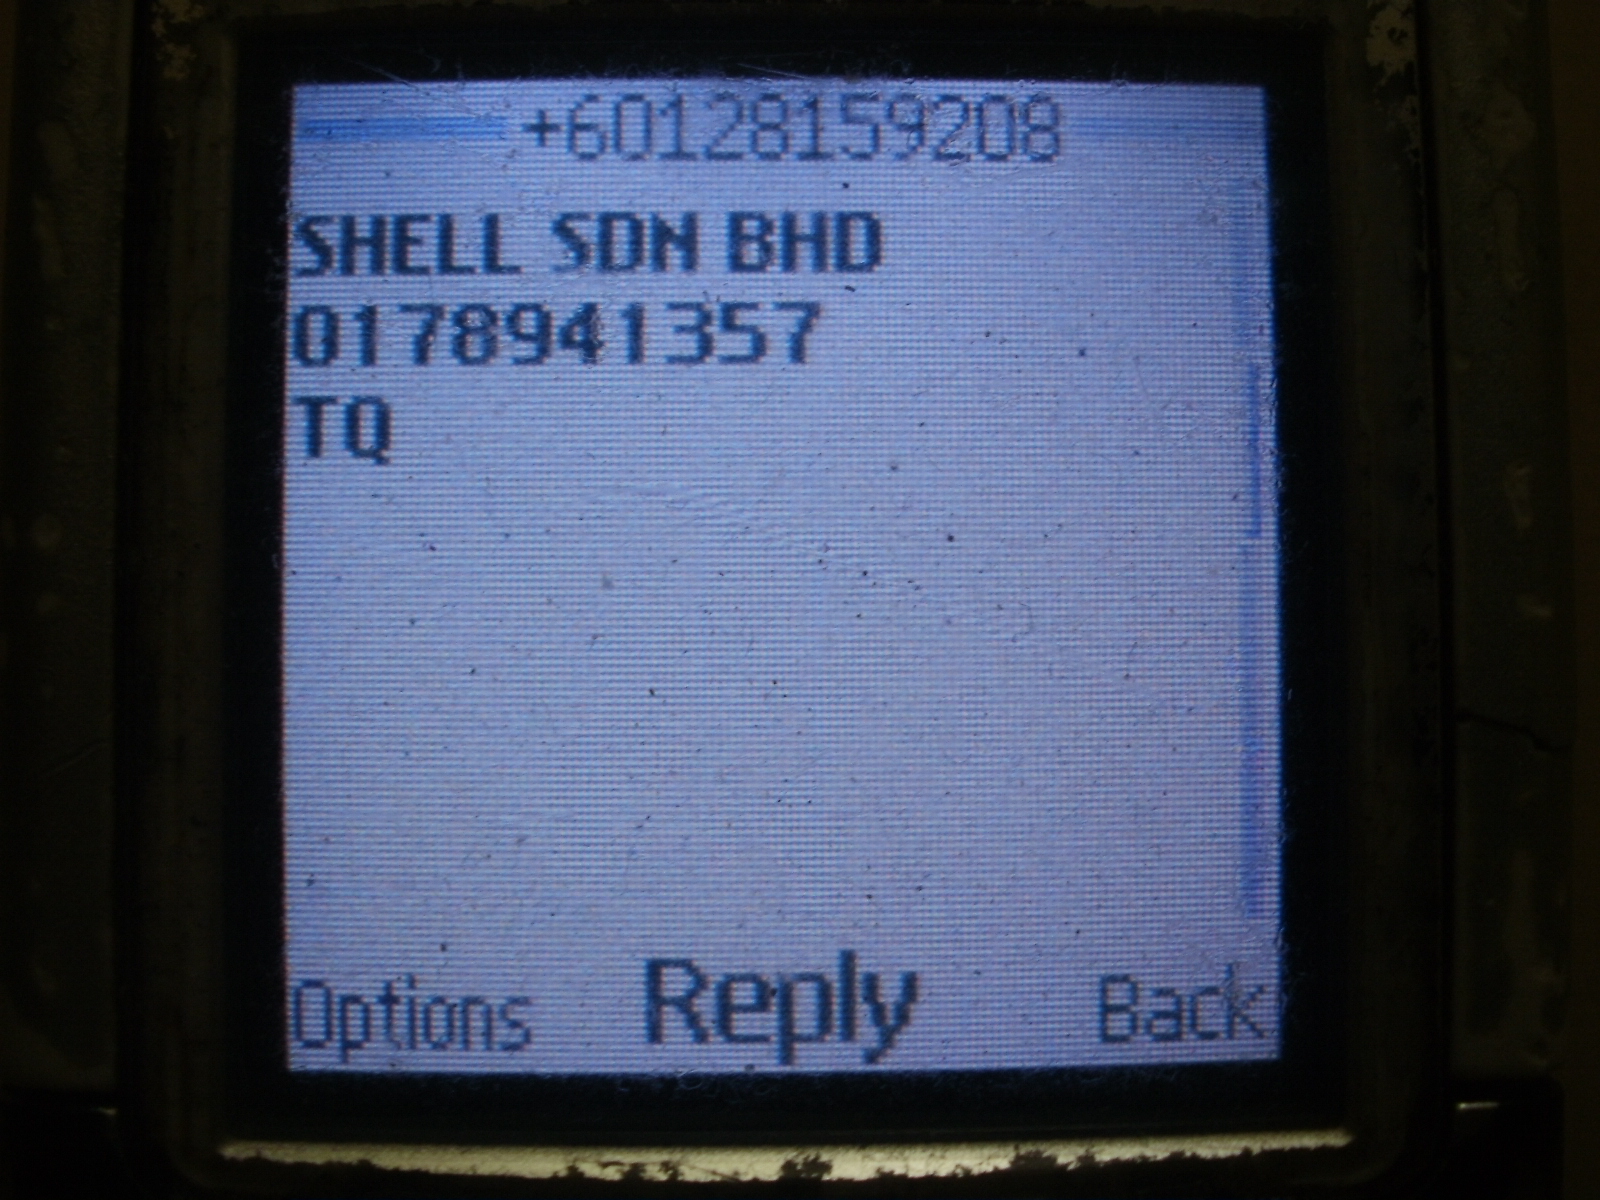 +60128159208
SHELL SDN BHD
0178941357
TQ
Options Reply Back